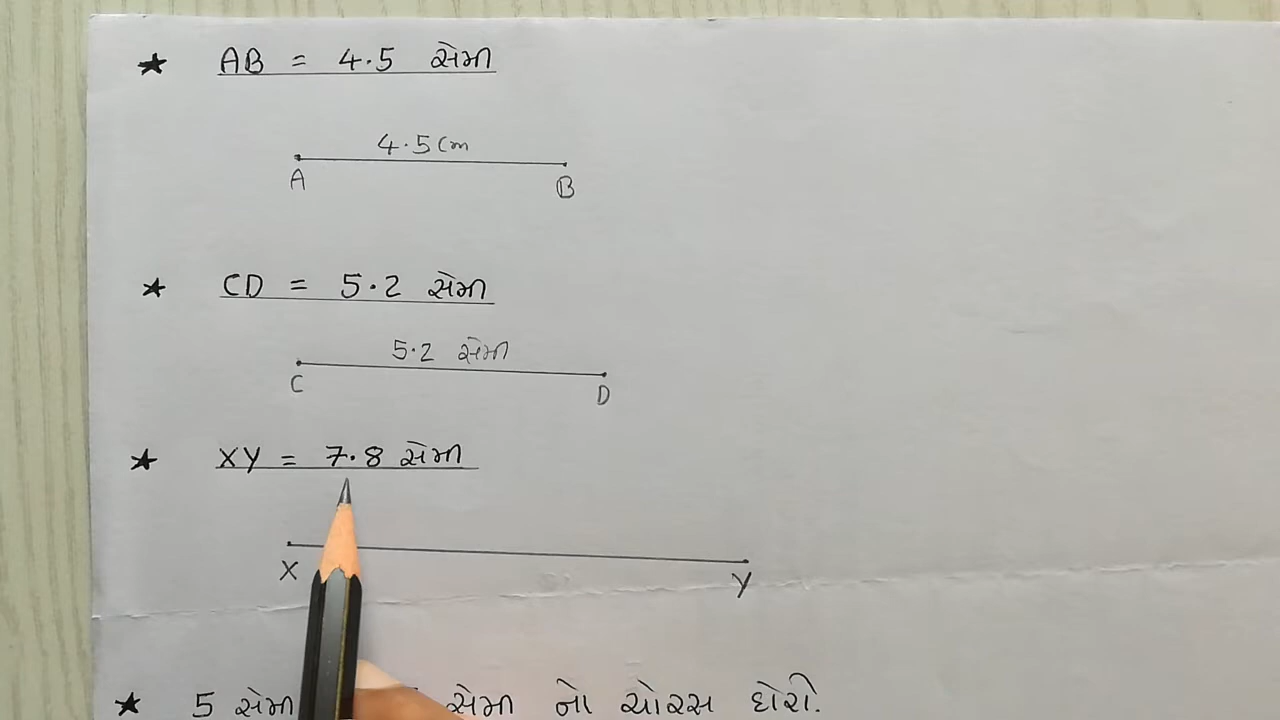 ★ AB = 4.5 સેમી
4.5 Cm
A B
★ CD = 5.2 સેમી
5.2 સેમી
C D
★ XY = 7.8 સેમી
X Y
★ 5 સેમી સેમી નો ચોરસ દોરો.